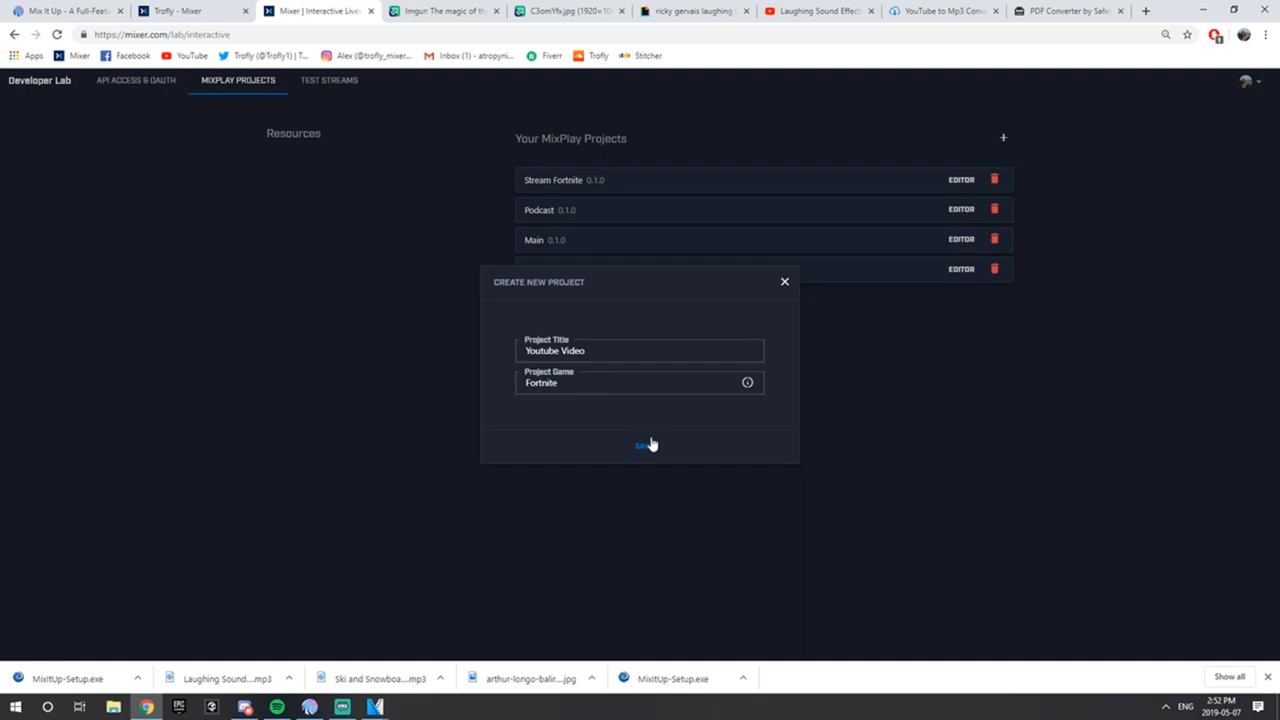 Mix It Up - A Full-Featu
Trofly - Mixer
Mixer | Interactive Live
Imgur: The magic of th
C3omYfx.jpg (1920×10
ricky gervais laughing
Laughing Sound Effect
YouTube to Mp3 Conv
PDF Converter by Safe
https://mixer.com/lab/interactive
Apps
Mixer
Facebook
YouTube
Trofly (@Trofly1) | T...
Alex (@trofly_mixer...
Inbox (1) - atropyni...
Fiverr
Trofly
Stitcher
Developer Lab
API ACCESS & OAUTH
MIXPLAY PROJECTS
TEST STREAMS
Resources
Your MixPlay Projects
+
Stream Fortnite 0.1.0
EDITOR
Podcast 0.1.0
EDITOR
Main 0.1.0
EDITOR
EDITOR
CREATE NEW PROJECT
Project Title
Youtube Video
Project Game
Fortnite
MixItUp-Setup.exe
Laughing Sound....mp3
Ski and Snowboa....mp3
arthur-longo-balir....jpg
MixItUp-Setup.exe
Show all
ENG
2:52 PM
2019-05-07